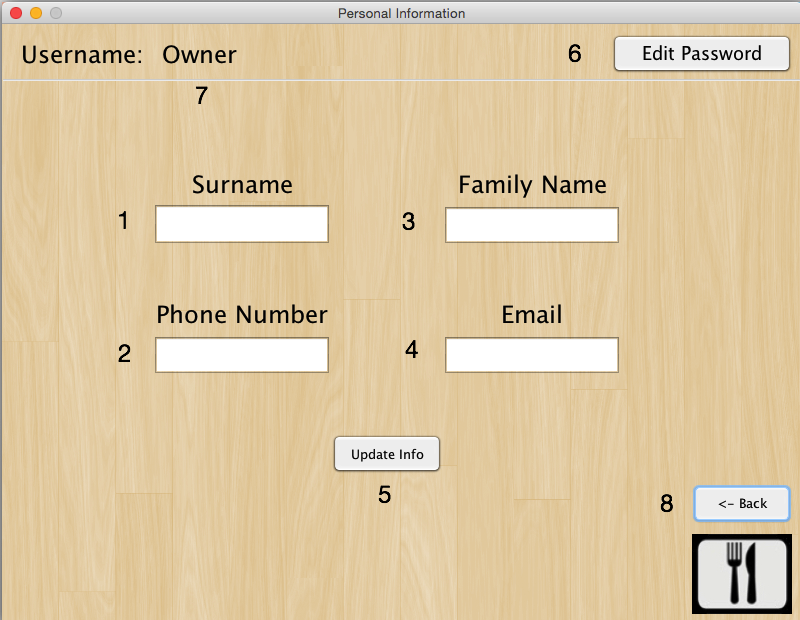 Personal Information
Username: Owner
6 Edit Password
7
Surname Family Name
1 3
Phone Number Email
2 4
Update Info
5
8 <- Back